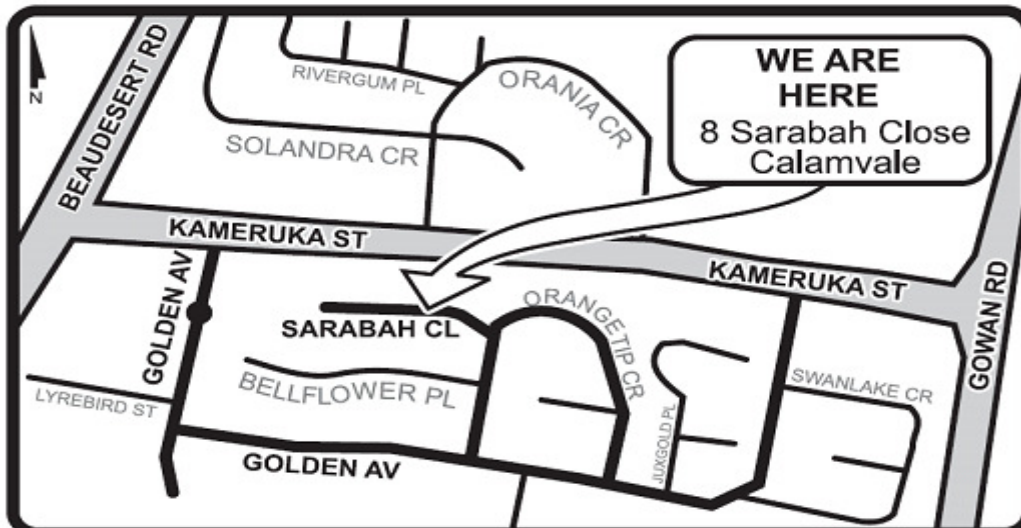 N
BEAUDESERT RD
RIVERGUM PL
ORANIA CR
SOLANDRA CR
WE ARE
HERE
8 Sarabah Close
Calamvale
KAMERUKA ST
KAMERUKA ST
GOWAN RD
GOLDEN AV
SARABAH CL
ORANGETIP CR
BELLFLOWER PL
LYREBIRD ST
JUXGOLD PL
SWANLAKE CR
GOLDEN AV